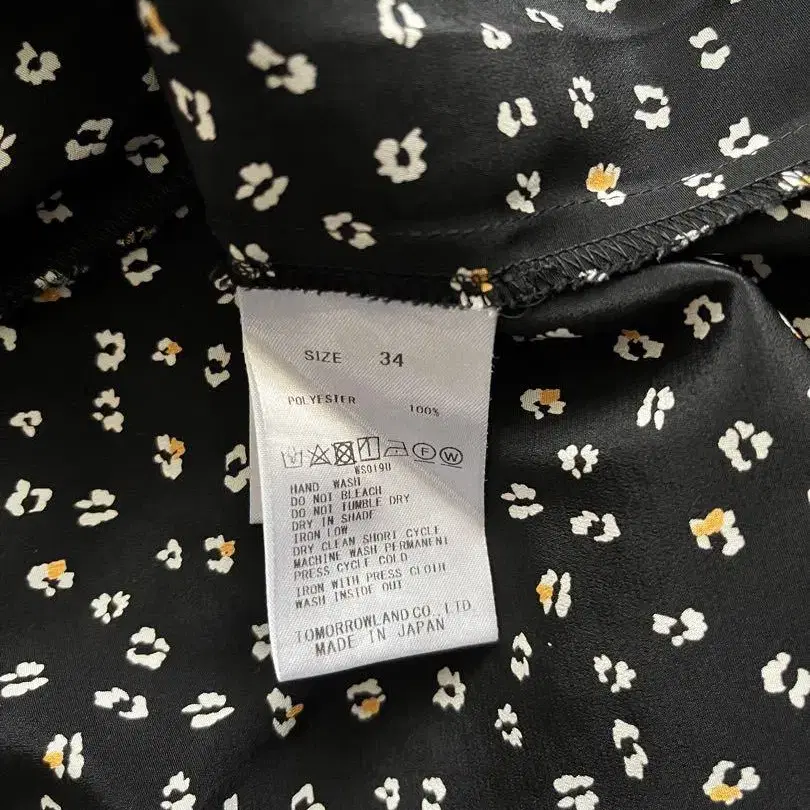 SIZE 34
POLYESTER 100%
F W
WS019U
HAND WASH
DO NOT BLEACH
DO NOT TUMBLE DRY
DRY IN SHADE
IRON LOW
DRY CLEAN SHORT CYCLE
MACHINE WASH PERMANENT
PRESS CYCLE COLD
IRON WITH PRESS CLOTH
WASH INSIDE OUT
TOMORROWLAND CO., LTD.
MADE IN JAPAN